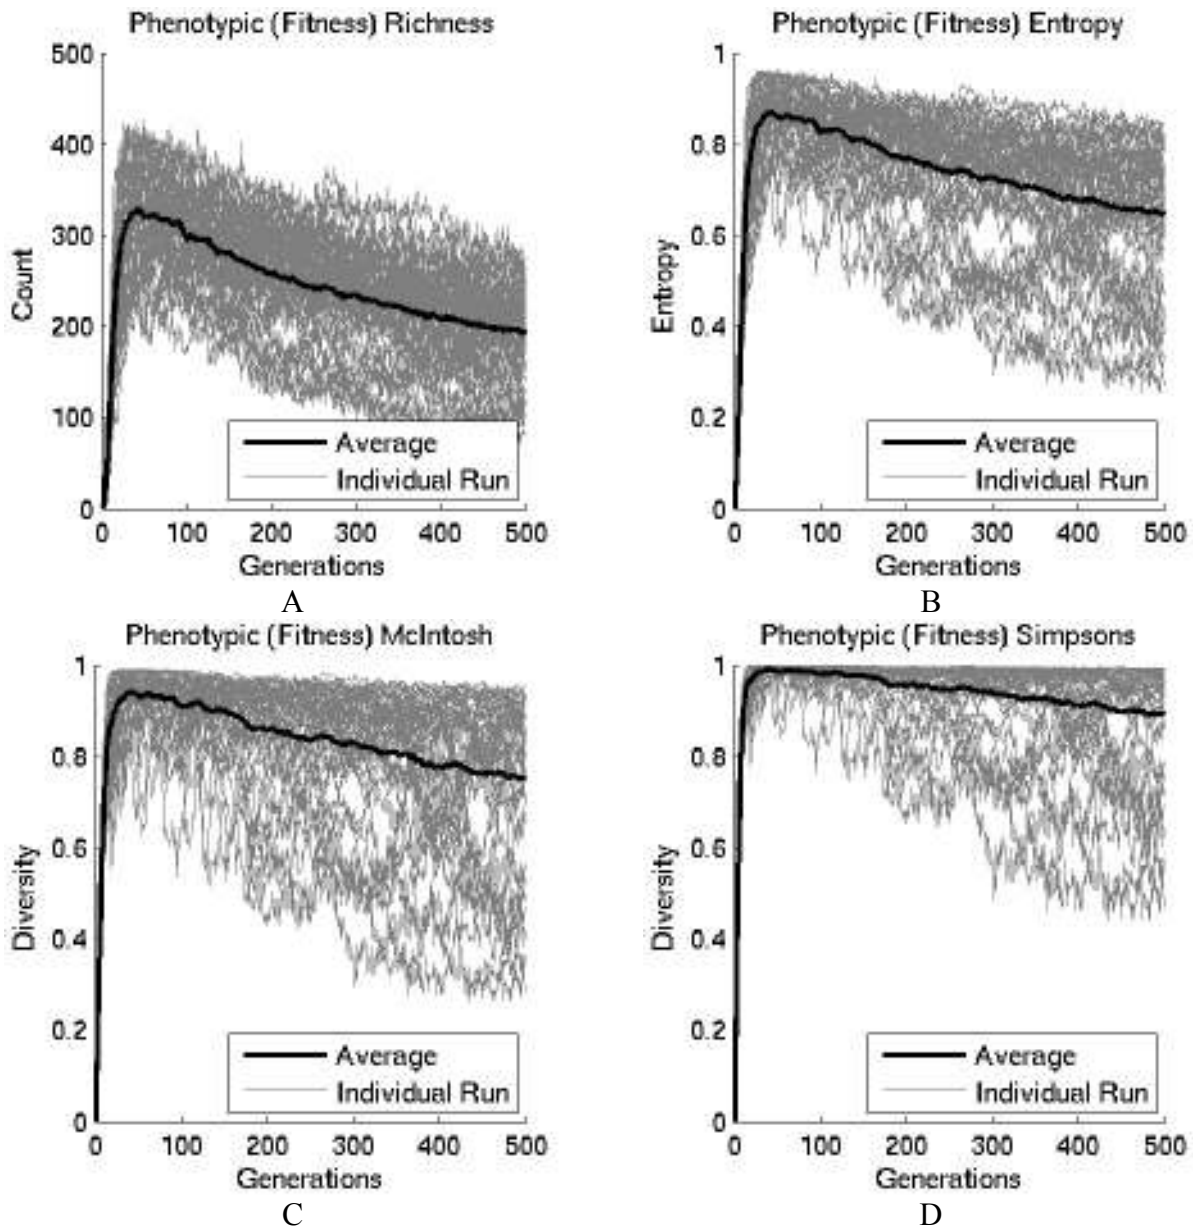 Phenotypic (Fitness) Richness
500
400
300
200
100
0
Count
0 100 200 300 400 500
Generations
Average
Individual Run
A
Phenotypic (Fitness) Entropy
1
0.8
0.6
0.4
0.2
0
Entropy
0 100 200 300 400 500
Generations
Average
Individual Run
B
Phenotypic (Fitness) McIntosh
1
0.8
0.6
0.4
0.2
0
Diversity
0 100 200 300 400 500
Generations
Average
Individual Run
C
Phenotypic (Fitness) Simpsons
1
0.8
0.6
0.4
0.2
0
Diversity
0 100 200 300 400 500
Generations
Average
Individual Run
D